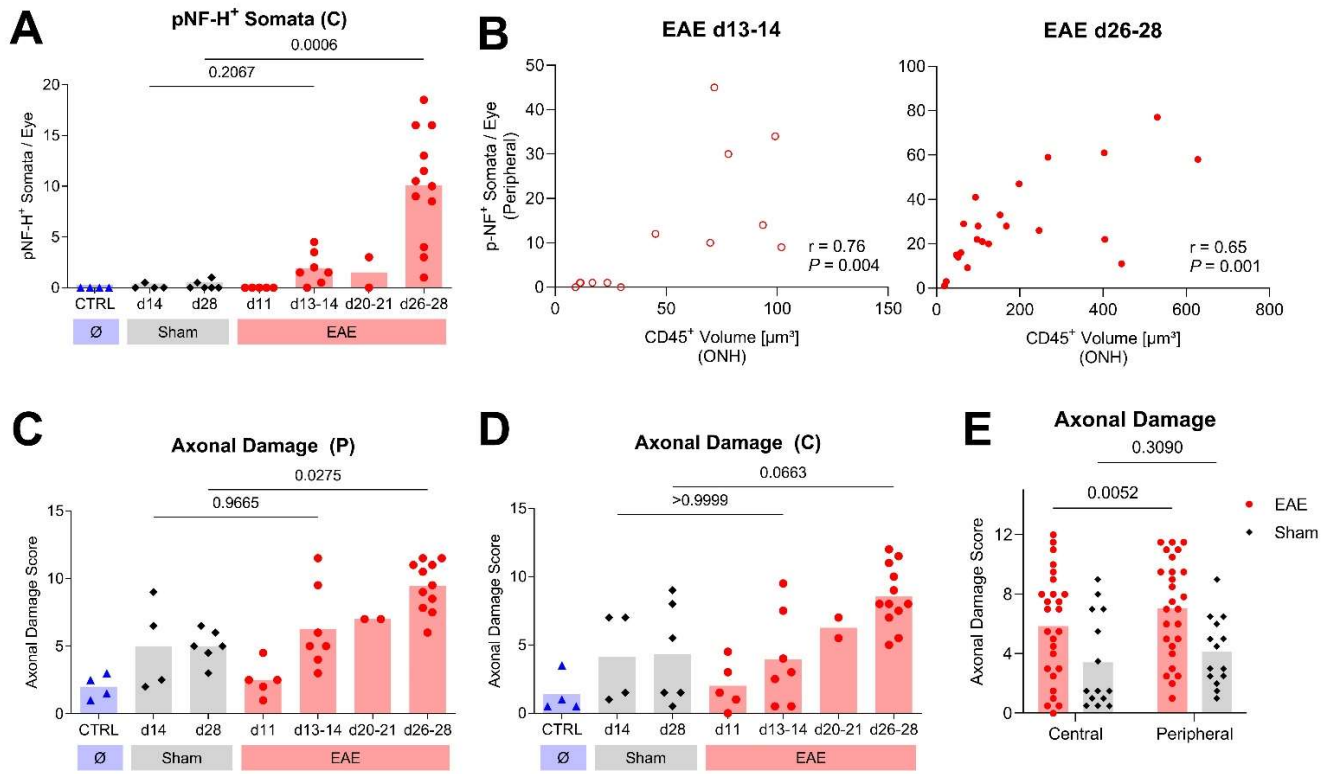 A
pNF-H⁺ Somata (C)
0.0006
0.2067
pNF-H⁺ Somata / Eye
20
15
10
5
0
CTRL d14 d28 d11 d13-14 d20-21 d26-28
Ø Sham EAE
B
EAE d13-14
p-NF⁺ Somata / Eye
(Peripheral)
50
40
30
20
10
0
r = 0.76
P = 0.004
0 50 100 150
CD45⁺ Volume [µm³]
(ONH)
EAE d26-28
100
80
60
40
20
0
r = 0.65
P = 0.001
0 200 400 600 800
CD45⁺ Volume [µm³]
(ONH)
C
Axonal Damage (P)
0.0275
0.9665
Axonal Damage Score
15
10
5
0
CTRL d14 d28 d11 d13-14 d20-21 d26-28
Ø Sham EAE
D
Axonal Damage (C)
0.0663
>0.9999
Axonal Damage Score
15
10
5
0
CTRL d14 d28 d11 d13-14 d20-21 d26-28
Ø Sham EAE
E
Axonal Damage
0.3090
0.0052
EAE
Sham
Axonal Damage Score
12
8
4
0
Central Peripheral